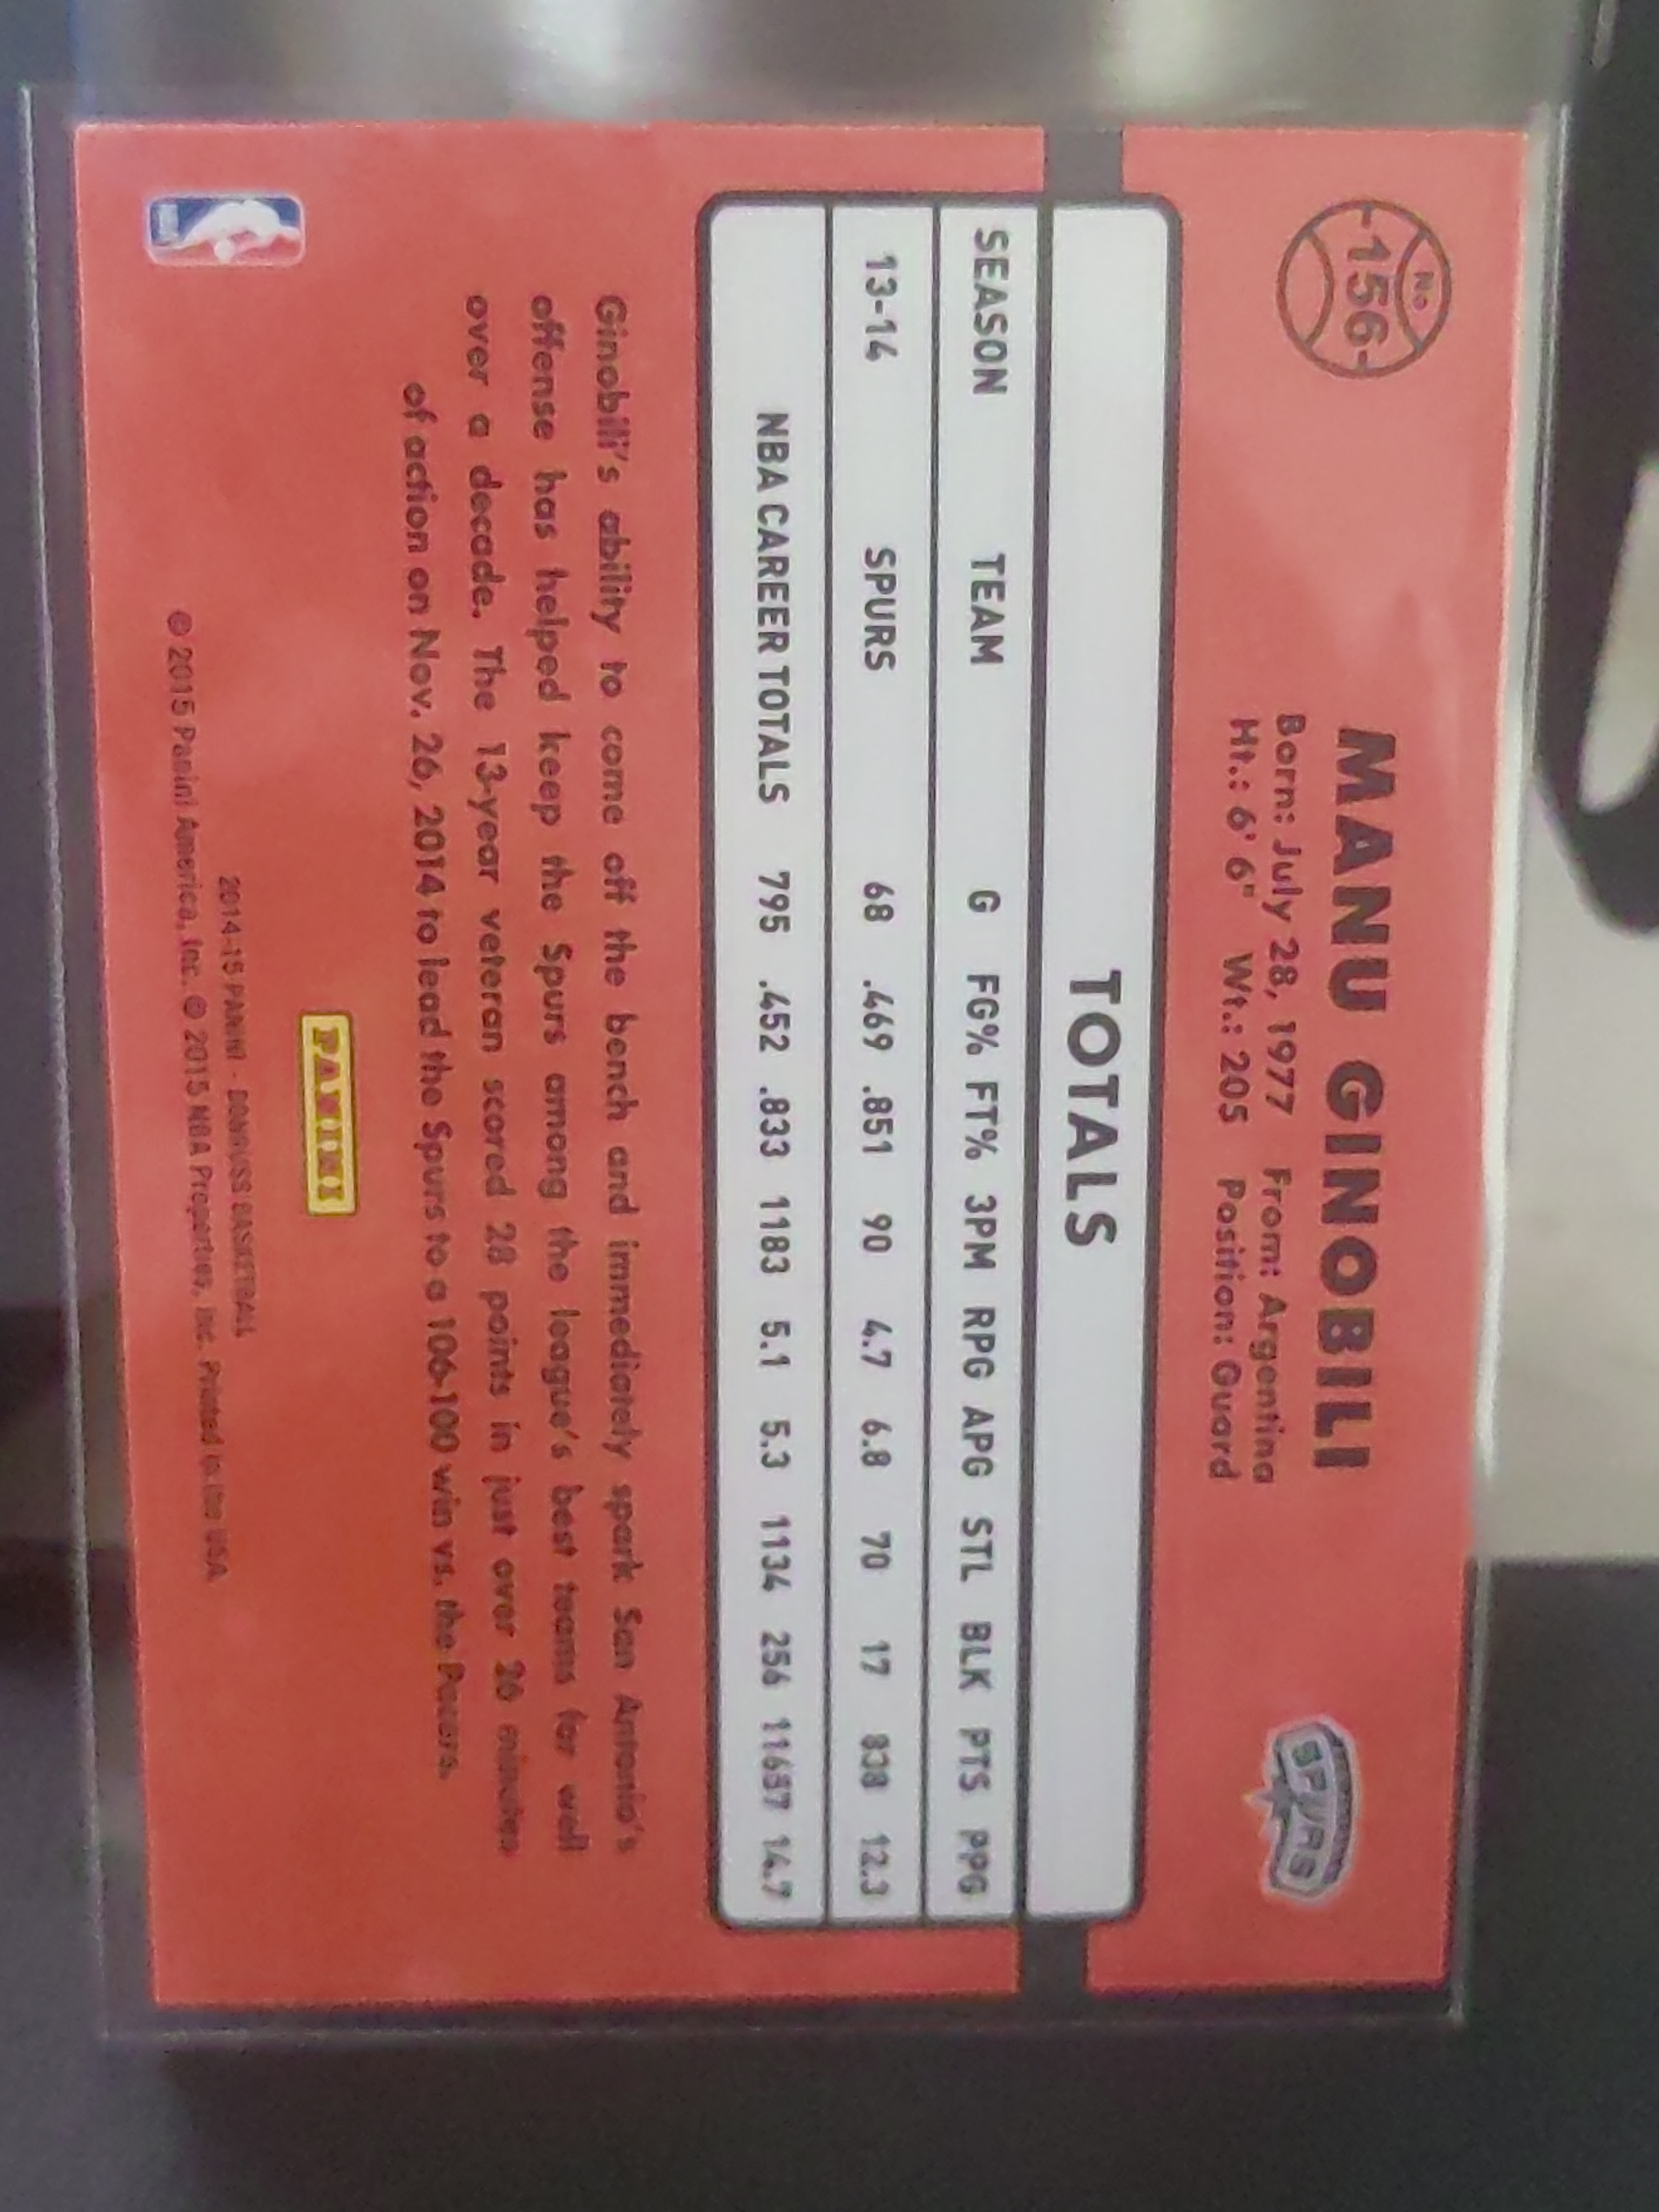 No
-156-
MANU GINOBILI
Born: July 28, 1977 From: Argentina
Ht.: 6' 6" Wt.: 205 Position: Guard
SPURS
TOTALS
SEASON TEAM G FG% FT% 3PM RPG APG STL BLK PTS PPG
13-14 SPURS 68 .469 .851 90 4.7 6.8 70 17 838 12.3
NBA CAREER TOTALS 795 .452 .833 1183 5.1 5.3 1134 256 11657 14.7
Ginobili's ability to come off the bench and immediately spark San Antonio's
offense has helped keep the Spurs among the league's best teams for well
over a decade. The 13-year veteran scored 28 points in just over 26 minutes
of action on Nov. 26, 2014 to lead the Spurs to a 106-100 win vs. the Pacers.
PANINI
2014-15 PANINI - DONRUSS BASKETBALL
© 2015 Panini America, Inc. © 2015 NBA Properties, Inc. Printed in the USA.